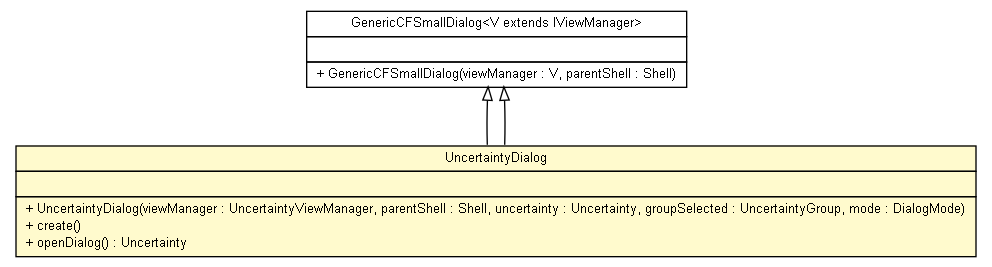 GenericCFSmallDialog<V extends IViewManager>
+ GenericCFSmallDialog(viewManager : V, parentShell : Shell)
UncertaintyDialog
+ UncertaintyDialog(viewManager : UncertaintyViewManager, parentShell : Shell, uncertainty : Uncertainty, groupSelected : UncertaintyGroup, mode : DialogMode)
+ create()
+ openDialog() : Uncertainty